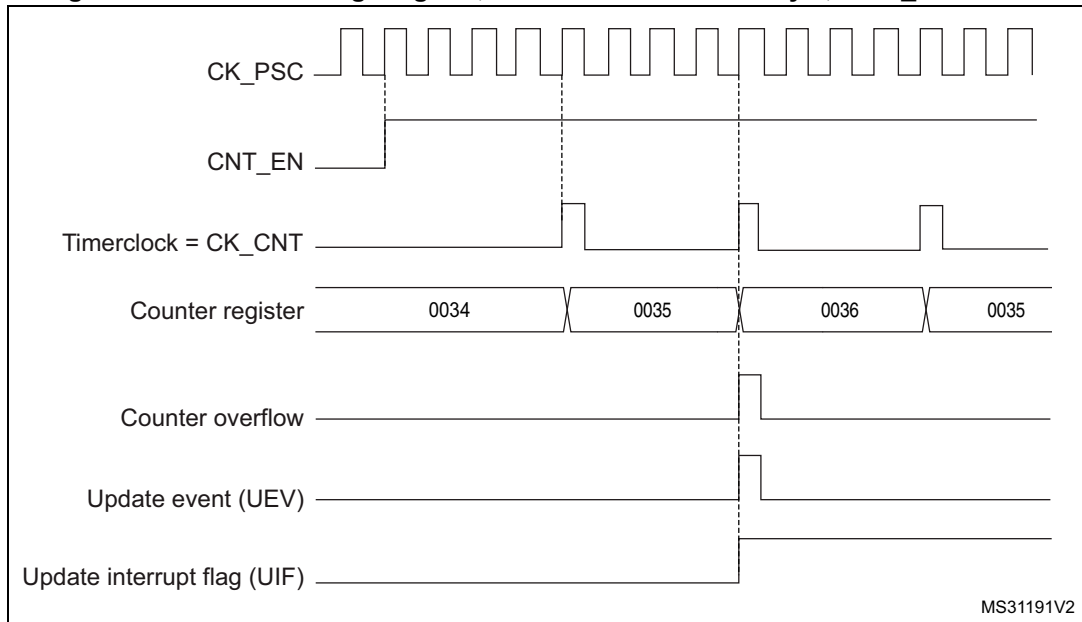 CK_PSC
CNT_EN
Timerclock = CK_CNT
Counter register 0034 0035 0036 0035
Counter overflow
Update event (UEV)
Update interrupt flag (UIF)
MS31191V2